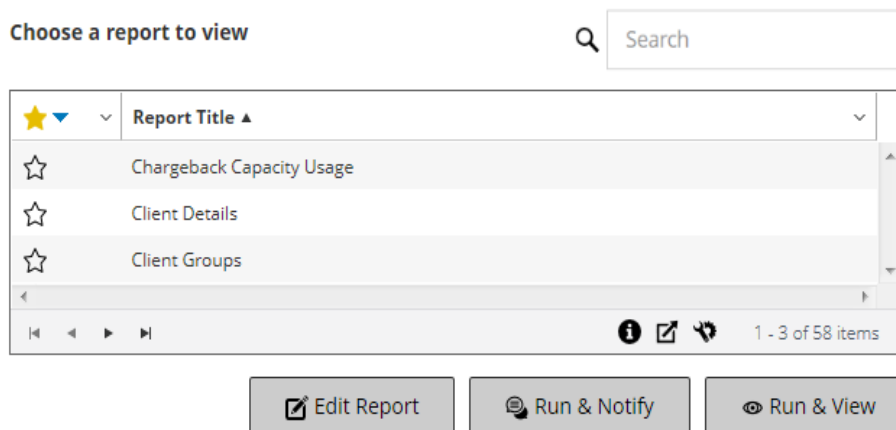 Choose a report to view
Search
Report Title
Chargeback Capacity Usage
Client Details
Client Groups
1 - 3 of 58 items
Edit Report
Run & Notify
Run & View